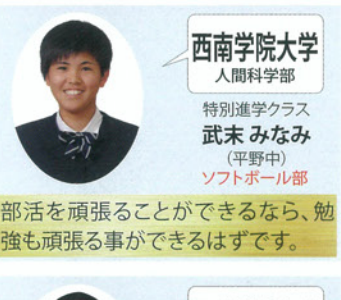 西南学院大学
人間科学部
特別進学クラス
武末 みなみ
(平野中)
ソフトボール部
部活を頑張ることができるなら、勉
強も頑張る事ができるはずです。